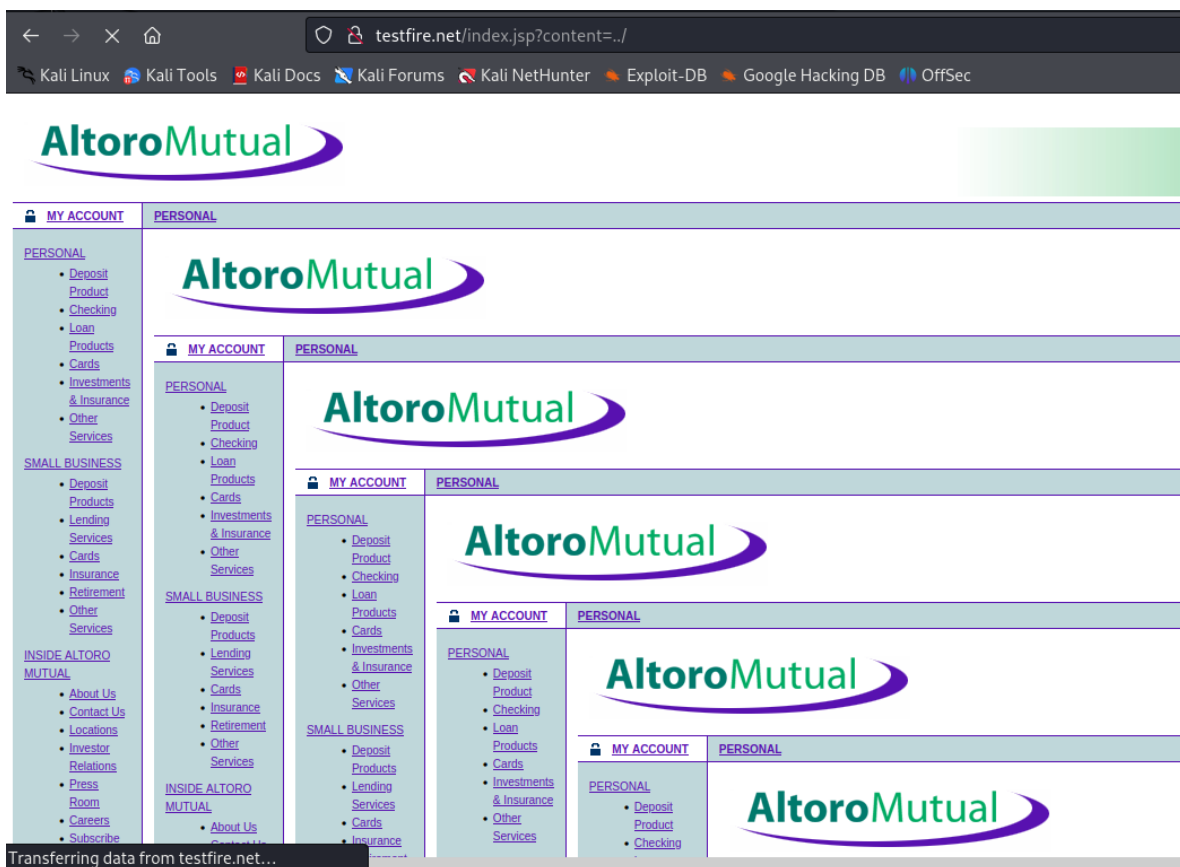 testfire.net/index.jsp?content=../
Kali Linux Kali Tools Kali Docs Kali Forums Kali NetHunter Exploit-DB Google Hacking DB OffSec
AltoroMutual
MY ACCOUNT PERSONAL
PERSONAL
Deposit
Product
Checking
Loan
Products
Cards
Investments
& Insurance
Other
Services
SMALL BUSINESS
Deposit
Products
Lending
Services
Cards
Insurance
Retirement
Other
Services
INSIDE ALTORO
MUTUAL
About Us
Contact Us
Locations
Investor
Relations
Press
Room
Careers
Subscribe
AltoroMutual
MY ACCOUNT PERSONAL
PERSONAL
Deposit
Product
Checking
Loan
Products
Cards
Investments
& Insurance
Other
Services
SMALL BUSINESS
Deposit
Products
Lending
Services
Cards
Insurance
Retirement
Other
Services
INSIDE ALTORO
MUTUAL
About Us
Contact Us
AltoroMutual
MY ACCOUNT PERSONAL
PERSONAL
Deposit
Product
Checking
Loan
Products
Cards
Investments
& Insurance
Other
Services
SMALL BUSINESS
Deposit
Products
Lending
Services
Cards
Insurance
AltoroMutual
MY ACCOUNT PERSONAL
PERSONAL
Deposit
Product
Checking
Loan
Products
Cards
Investments
& Insurance
Other
Services
AltoroMutual
MY ACCOUNT PERSONAL
PERSONAL
Deposit
Product
Checking
AltoroMutual
Transferring data from testfire.net...